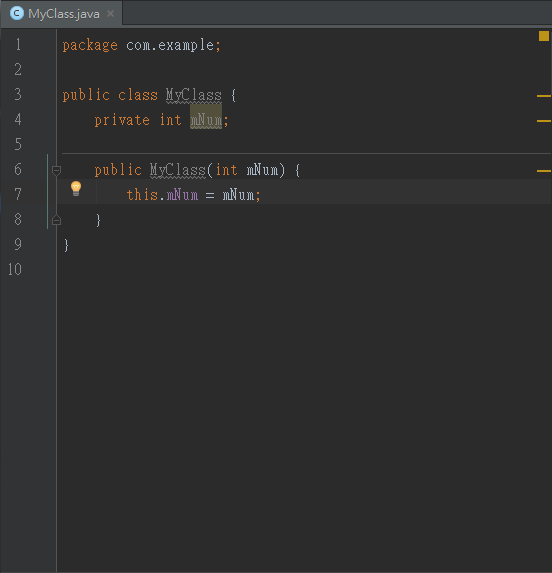 MyClass.java
1 package com.example;
2
3 public class MyClass {
4 private int mNum;
5
6 public MyClass(int mNum) {
7 this.mNum = mNum;
8 }
9 }
10